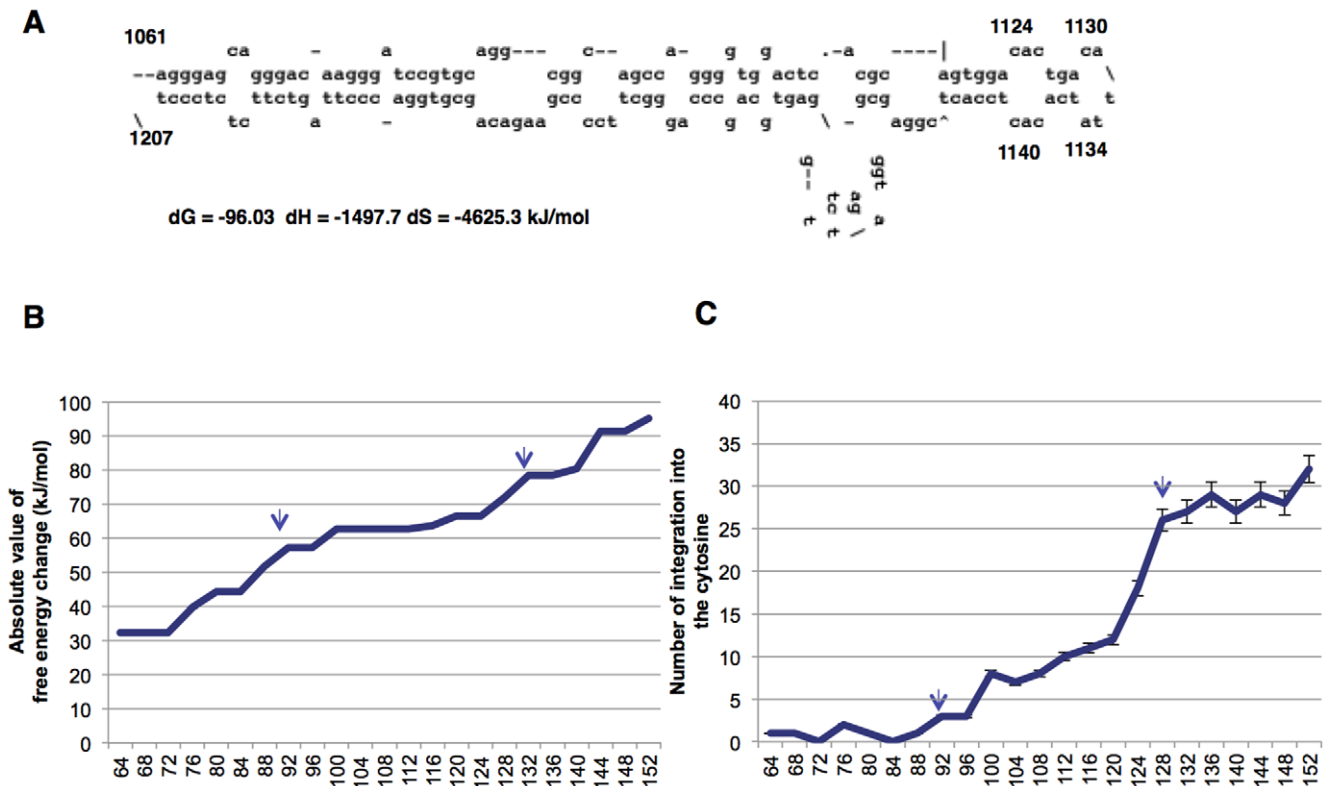 A
1061
1124 1130
ca - a agg--- c-- a- g g .-a ----| cac ca
--agggag gggac aaggg tccgtgc cgg agcc ggg tg actc cgc agtgga tga \
tccctc ttctg ttccc aggtgcg gcc tcgg ccc ac tgag gcg tcacct act t
\ tc a - acagaa cct ga g g \ - aggc^ cac at
1207
1140 1134
g-- t
tc t
ag \
ggt a
dG = -96.03 dH = -1497.7 dS = -4625.3 kJ/mol
B
Absolute value of
free energy change (kJ/mol)
100
90
80
70
60
50
40
30
20
10
0
64 68 72 76 80 84 88 92 96 100 104 108 112 116 120 124 128 132 136 140 144 148 152
C
Number of integration into
the cytosine
40
35
30
25
20
15
10
5
0
64 68 72 76 80 84 88 92 96 100 104 108 112 116 120 124 128 132 136 140 144 148 152